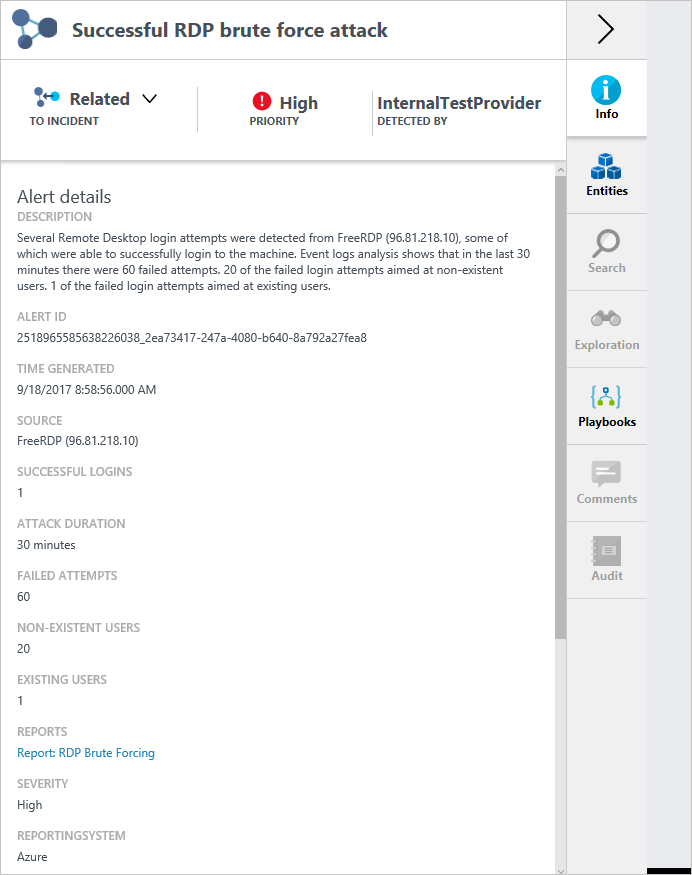 Successful RDP brute force attack
Related
TO INCIDENT
High
PRIORITY
InternalTestProvider
DETECTED BY
Alert details
DESCRIPTION
Several Remote Desktop login attempts were detected from FreeRDP (96.81.218.10), some of
which were able to successfully login to the machine. Event logs analysis shows that in the last 30
minutes there were 60 failed attempts. 20 of the failed login attempts aimed at non-existent
users. 1 of the failed login attempts aimed at existing users.
ALERT ID
2518965585638226038_2ea73417-247a-4080-b640-8a792a27fea8
TIME GENERATED
9/18/2017 8:58:56.000 AM
SOURCE
FreeRDP (96.81.218.10)
SUCCESSFUL LOGINS
1
ATTACK DURATION
30 minutes
FAILED ATTEMPTS
60
NON-EXISTENT USERS
20
EXISTING USERS
1
REPORTS
Report: RDP Brute Forcing
SEVERITY
High
REPORTINGSYSTEM
Azure
Info
Entities
Search
Exploration
Playbooks
Comments
Audit